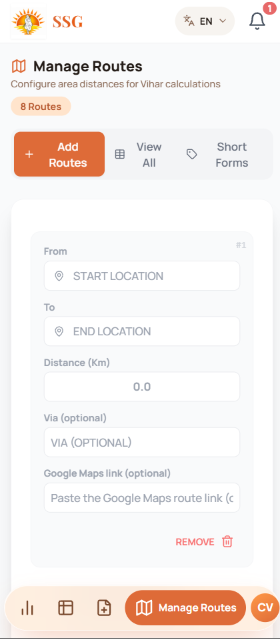 SSG
EN
1
Manage Routes
Configure area distances for Vihar calculations
8 Routes
Add Routes
View All
Short Forms
#1
From
START LOCATION
To
END LOCATION
Distance (Km)
0.0
Via (optional)
VIA (OPTIONAL)
Google Maps link (optional)
Paste the Google Maps route link (c
REMOVE
Manage Routes
CV